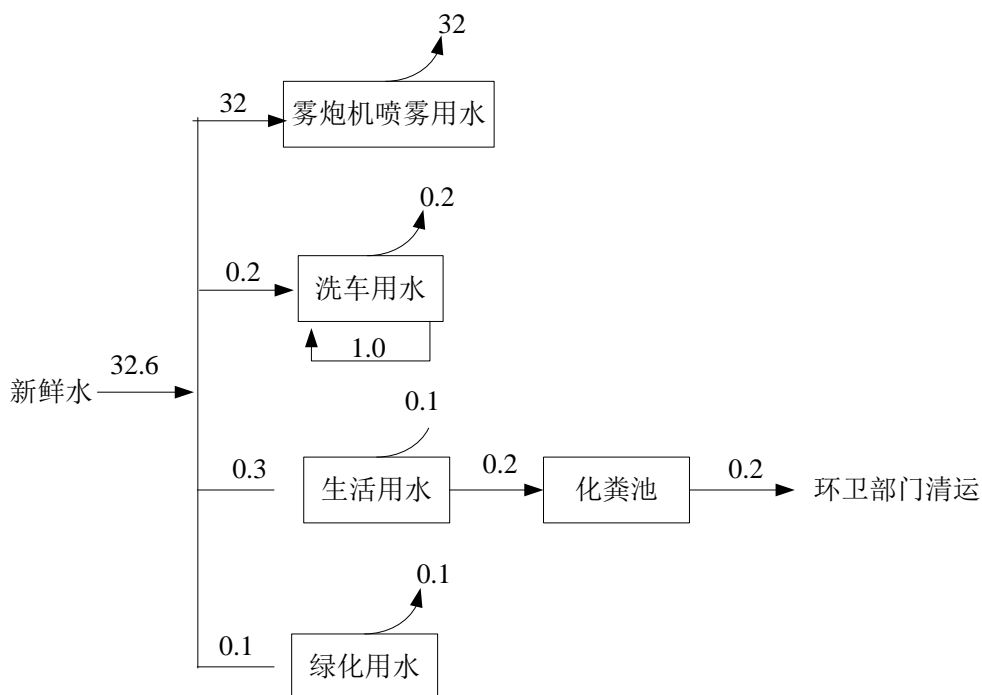 32
32
雾炮机喷雾用水
0.2
0.2
洗车用水
1.0
32.6
新鲜水
0.1
0.3
生活用水
0.2
化粪池
0.2
环卫部门清运
0.1
0.1
绿化用水